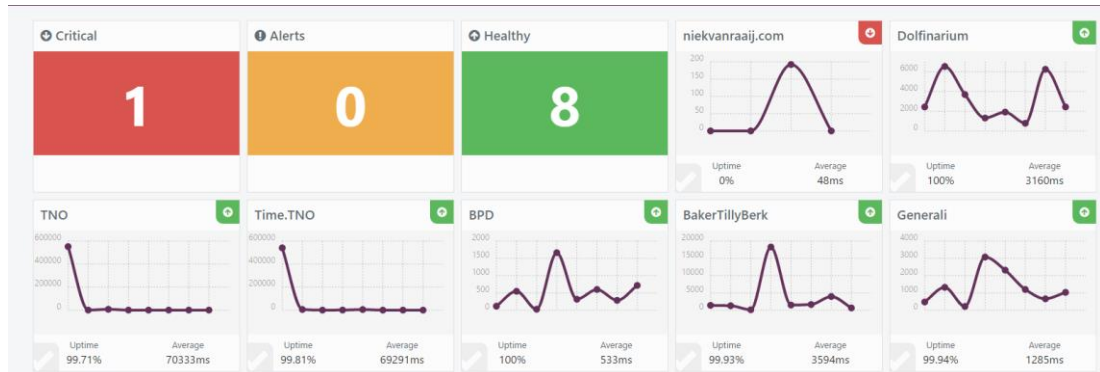 Critical
1
Alerts
0
Healthy
8
niekvanraaij.com
200
150
100
50
0
Uptime
0%
Average
48ms
Dolfinarium
6000
4000
2000
0
Uptime
100%
Average
3160ms
TNO
600000
400000
200000
0
Uptime
99.71%
Average
70333ms
Time.TNO
600000
400000
200000
0
Uptime
99.81%
Average
69291ms
BPD
2000
1500
1000
500
0
Uptime
100%
Average
533ms
BakerTillyBerk
20000
15000
10000
5000
0
Uptime
99.93%
Average
3594ms
Generali
4000
3000
2000
1000
0
Uptime
99.94%
Average
1285ms